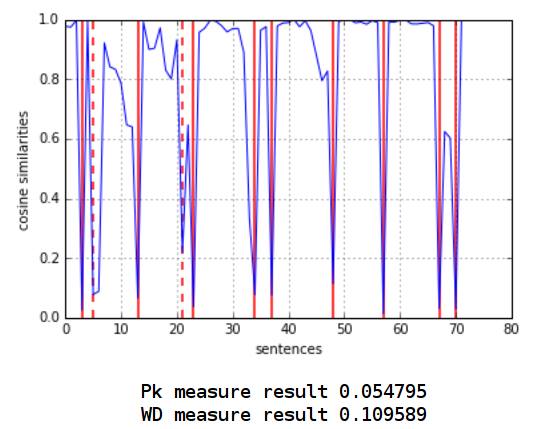 1.0
0.8
0.6
0.4
0.2
0.0
cosine similarities
0 10 20 30 40 50 60 70 80
sentences
Pk measure result 0.054795
WD measure result 0.109589